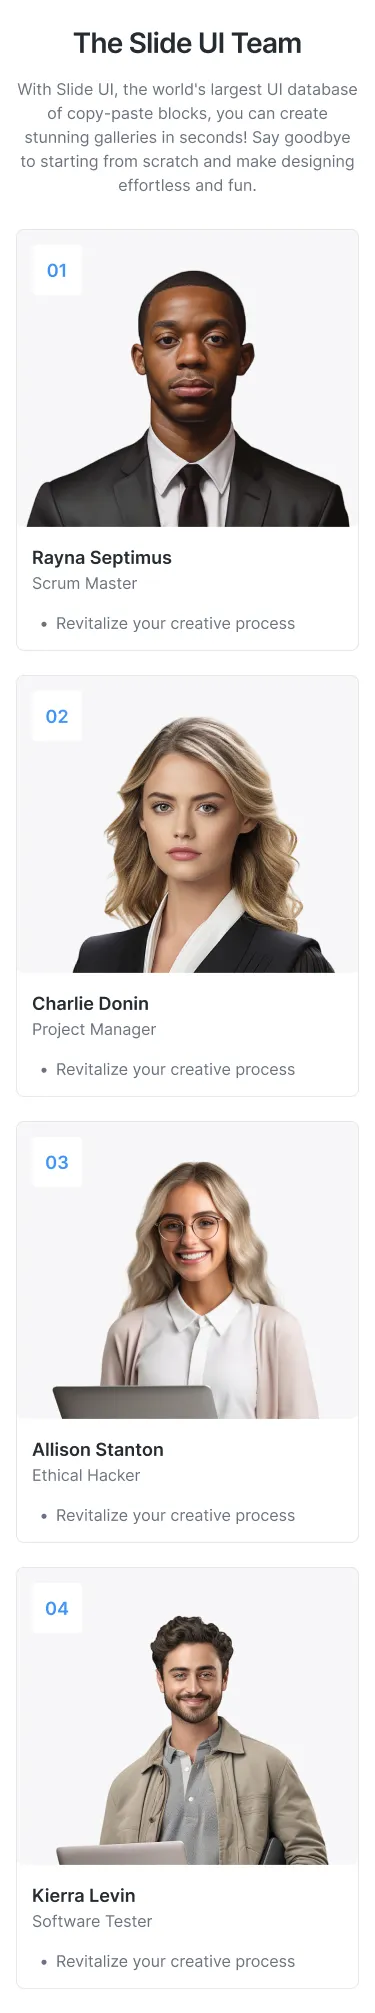 The Slide UI Team
With Slide UI, the world's largest UI database
of copy-paste blocks, you can create
stunning galleries in seconds! Say goodbye
to starting from scratch and make designing
effortless and fun.
01
Rayna Septimus
Scrum Master
• Revitalize your creative process
02
Charlie Donin
Project Manager
• Revitalize your creative process
03
Allison Stanton
Ethical Hacker
• Revitalize your creative process
04
Kierra Levin
Software Tester
• Revitalize your creative process